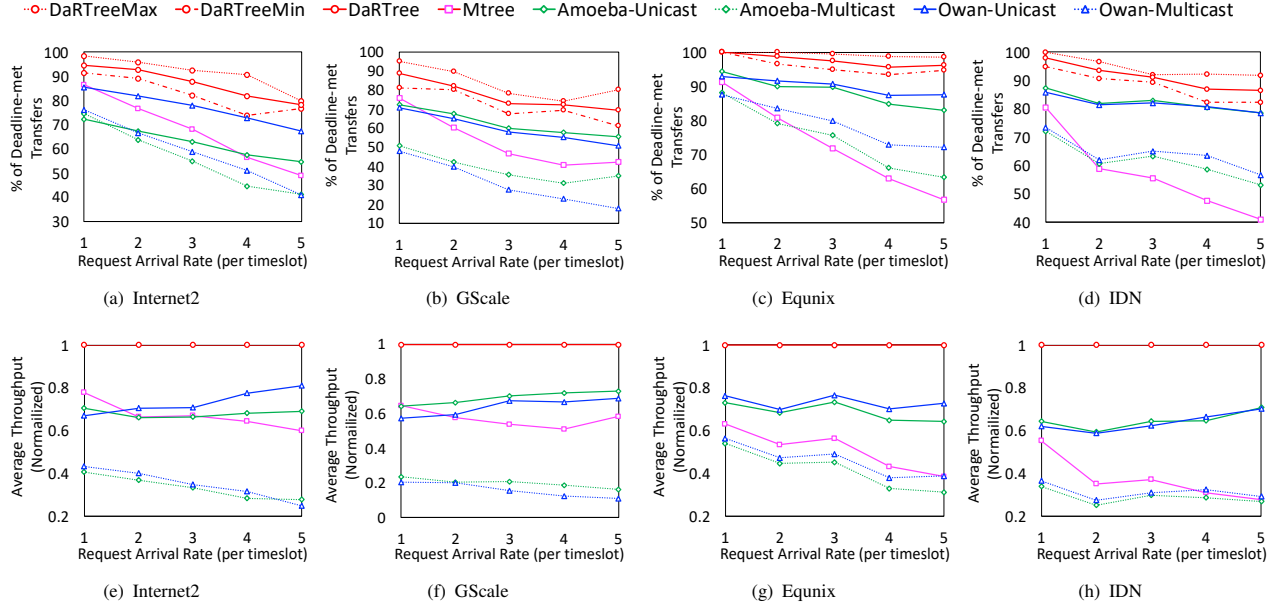 DaRTreeMax DaRTreeMin DaRTree Mtree Amoeba-Unicast Amoeba-Multicast Owan-Unicast Owan-Multicast
% of Deadline-met
Transfers
100
90
80
70
60
50
40
30
1 2 3 4 5
Request Arrival Rate (per timeslot)
(a) Internet2
% of Deadline-met
Transfers
100
90
80
70
60
50
40
30
20
10
1 2 3 4 5
Request Arrival Rate (per timeslot)
(b) GScale
% of Deadline-met
Transfers
100
90
80
70
60
50
1 2 3 4 5
Request Arrival Rate (per timeslot)
(c) Equnix
% of Deadline-met
Transfers
100
90
80
70
60
50
40
1 2 3 4 5
Request Arrival Rate (per timeslot)
(d) IDN
Average Throughput
(Normailized)
1
0.8
0.6
0.4
0.2
1 2 3 4 5
Request Arrival Rate (per timeslot)
(e) Internet2
Average Throughput
(Normailized)
1
0.8
0.6
0.4
0.2
0
1 2 3 4 5
Request Arrival Rate (per timeslot)
(f) GScale
Average Throughput
(Normailized)
1
0.8
0.6
0.4
0.2
1 2 3 4 5
Request Arrival Rate (per timeslot)
(g) Equnix
Average Throughput
(Normailized)
1
0.8
0.6
0.4
0.2
1 2 3 4 5
Request Arrival Rate (per timeslot)
(h) IDN